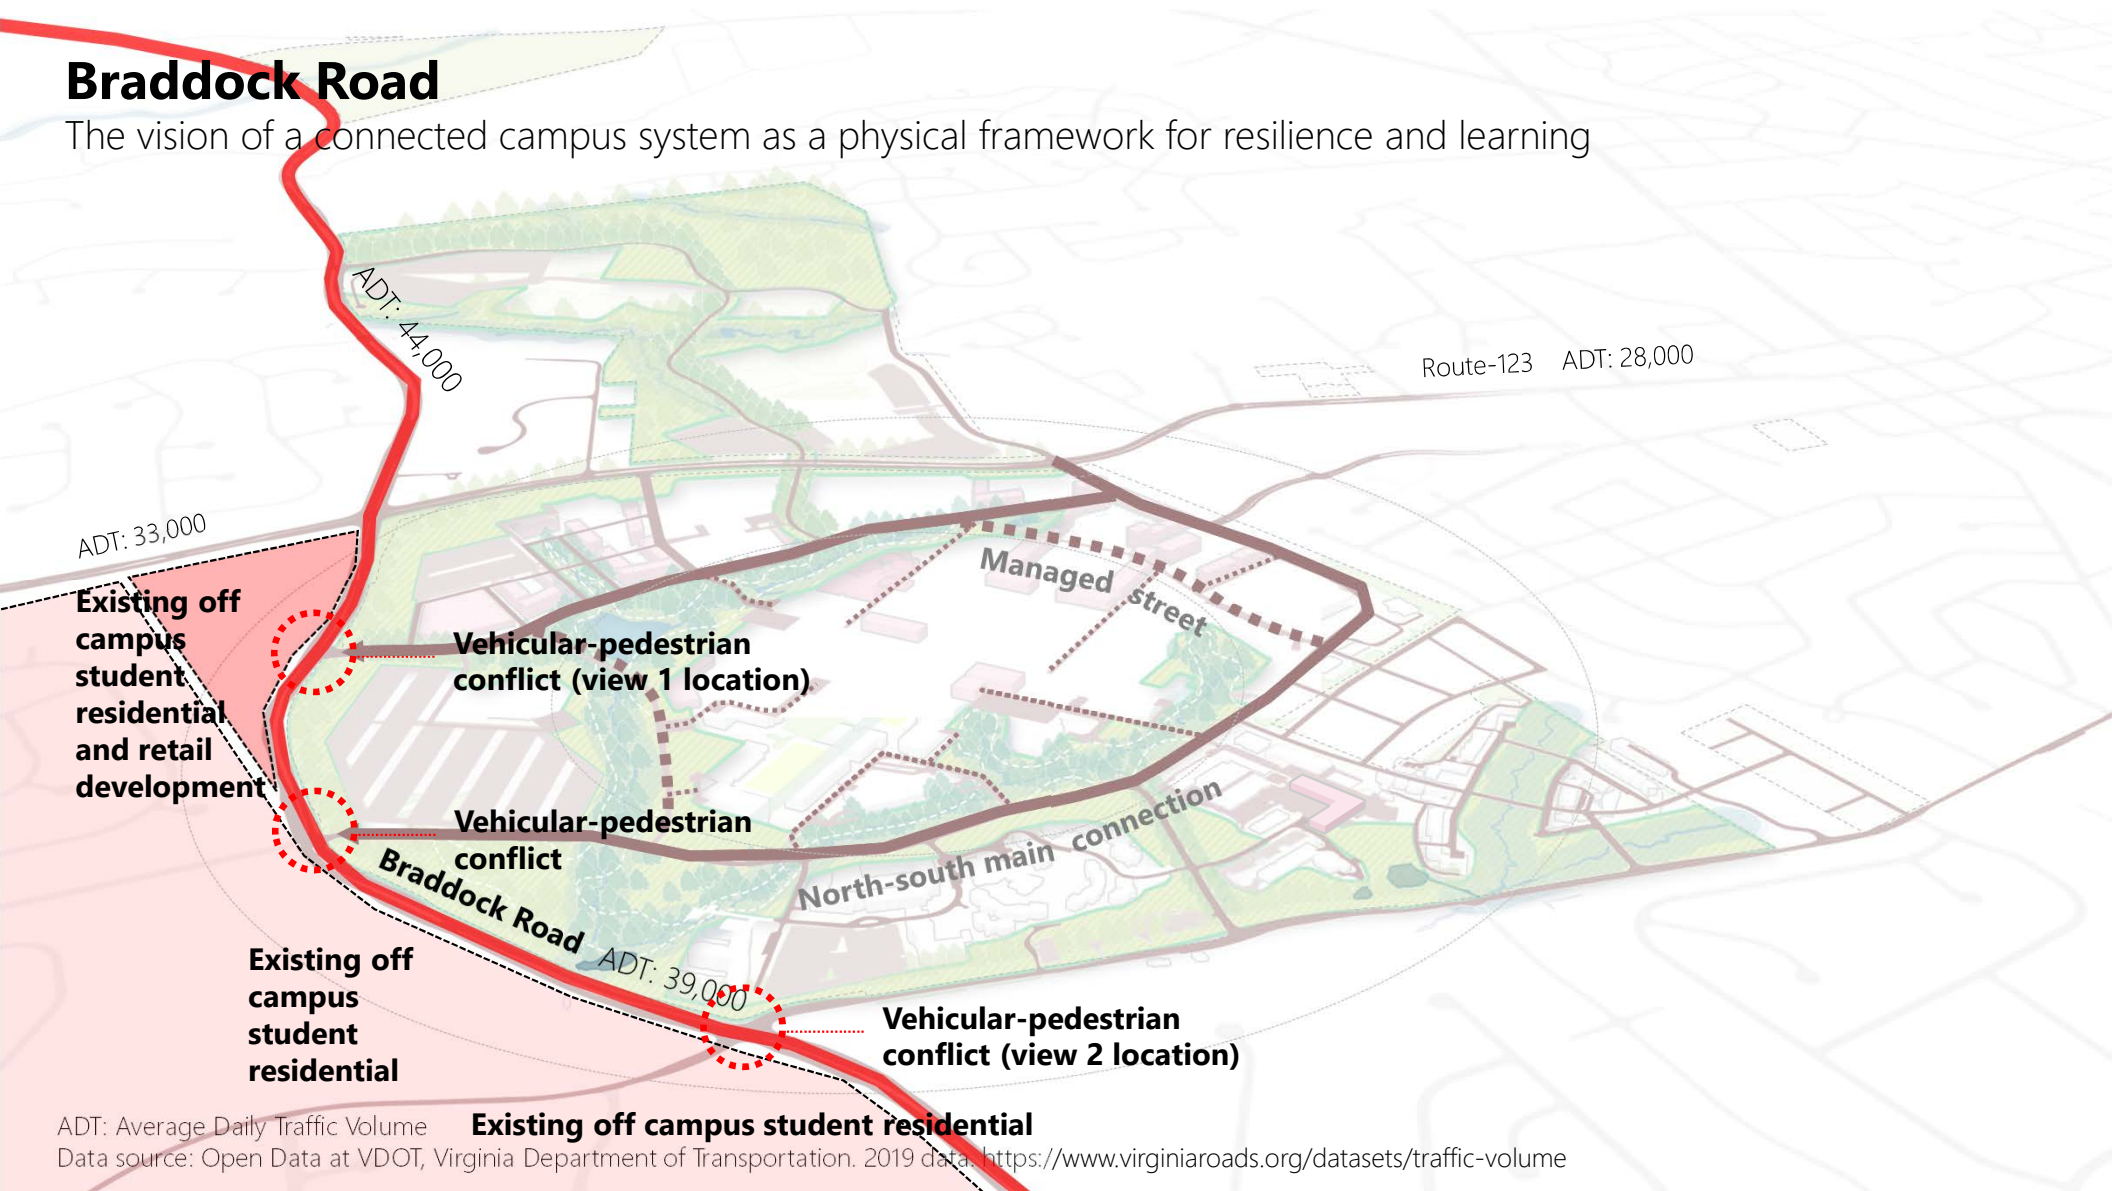 Braddock Road
The vision of a connected campus system as a physical framework for resilience and learning
ADT: 44,000
Route-123 ADT: 28,000
ADT: 33,000
Managed street
Existing off
campus
student
residential
and retail
development
Vehicular-pedestrian
conflict (view 1 location)
Vehicular-pedestrian
conflict
North-south main connection
Braddock Road ADT: 39,000
Existing off
campus
student
residential
Vehicular-pedestrian
conflict (view 2 location)
Existing off campus student residential
ADT: Average Daily Traffic Volume
Data source: Open Data at VDOT, Virginia Department of Transportation. 2019 data. https://www.virginiaroads.org/datasets/traffic-volume